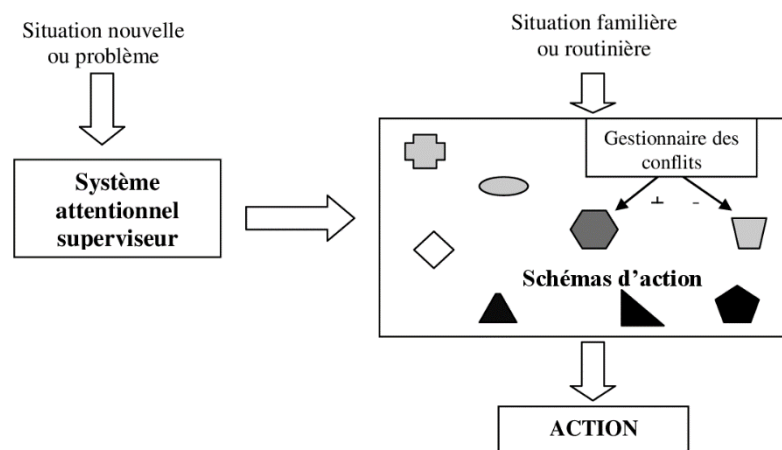 Situation nouvelle
ou problème
Situation familière
ou routinière
Gestionnaire des
conflits
+ -
Système
attentionnel
superviseur
Schémas d'action
ACTION